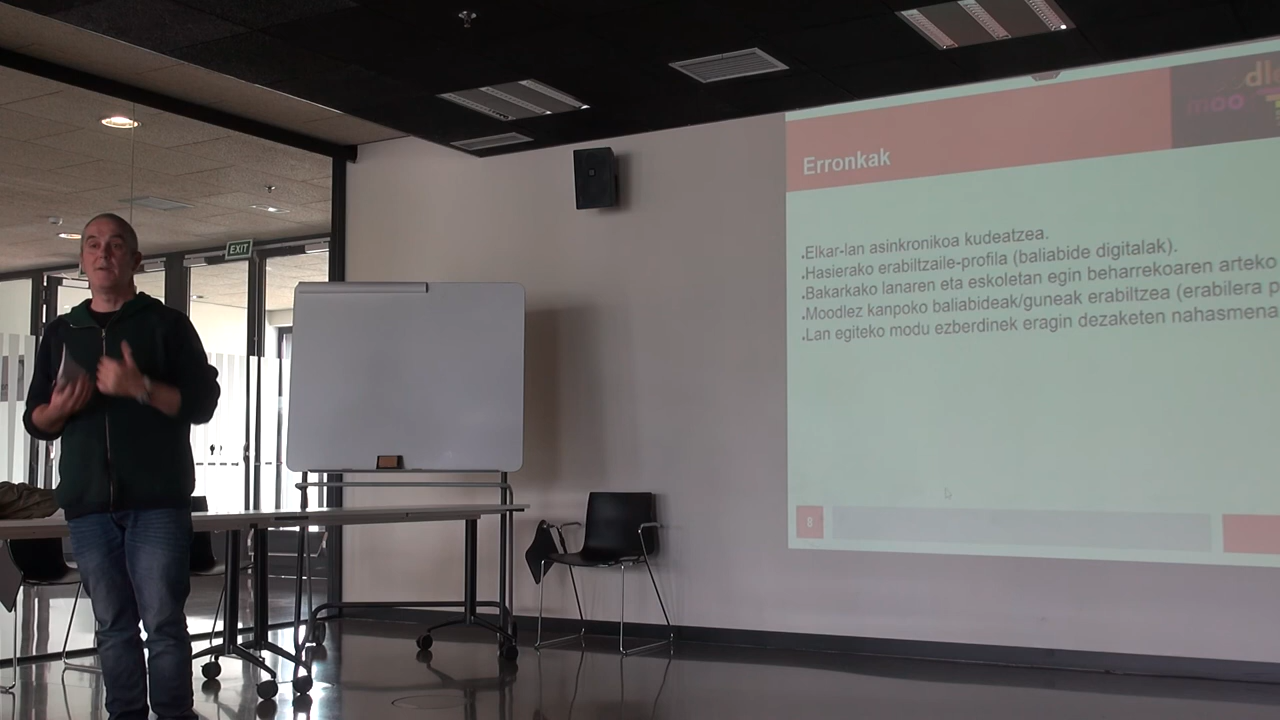 EXIT
Erronkak
.Elkar-lan asinkronikoa kudeatzea.
.Hasierako erabiltzaile-profila (baliabide digitalak).
.Bakarkako lanaren eta eskoletan egin beharrekoaren arteko
.Moodlez kanpoko baliabideak/guneak erabiltzea (erabilera p
.Lan egiteko modu ezberdinek eragin dezaketen nahasmena
8